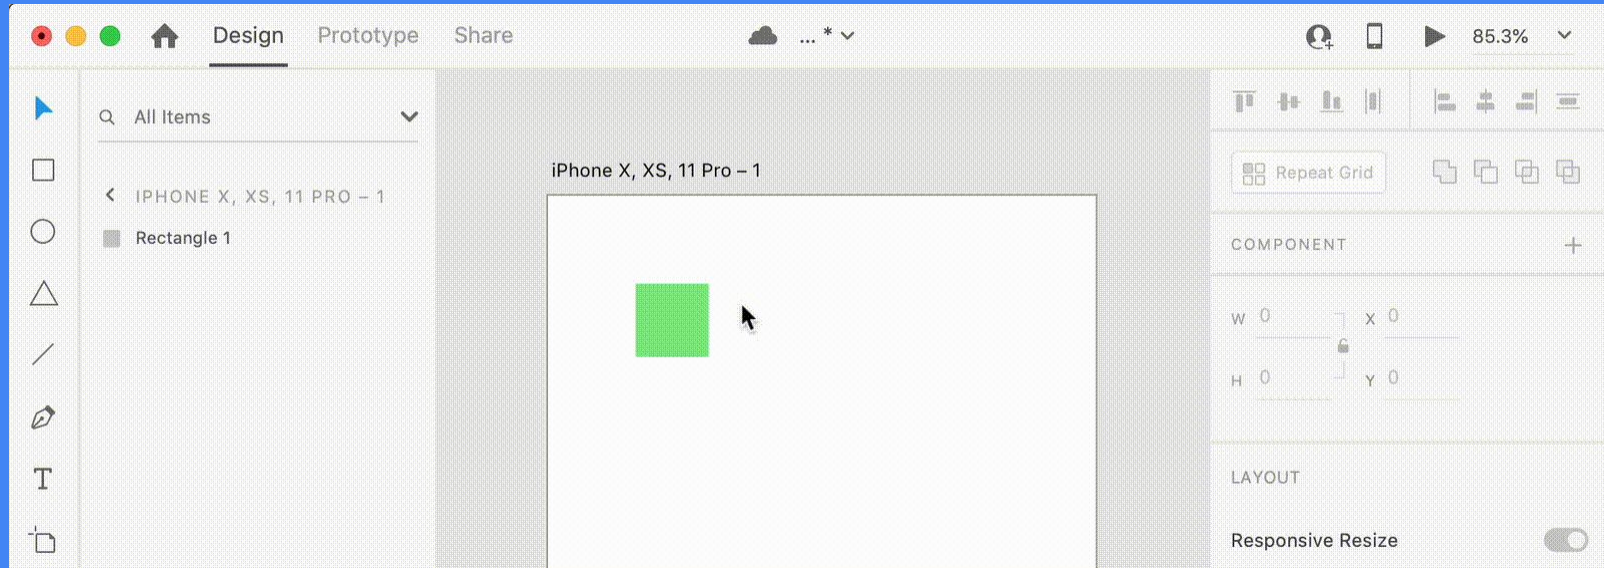 Design Prototype Share ... * 85.3%
All Items
IPHONE X, XS, 11 PRO – 1
Rectangle 1
iPhone X, XS, 11 Pro – 1
Repeat Grid
COMPONENT
W 0 X 0
H 0 Y 0
LAYOUT
Responsive Resize